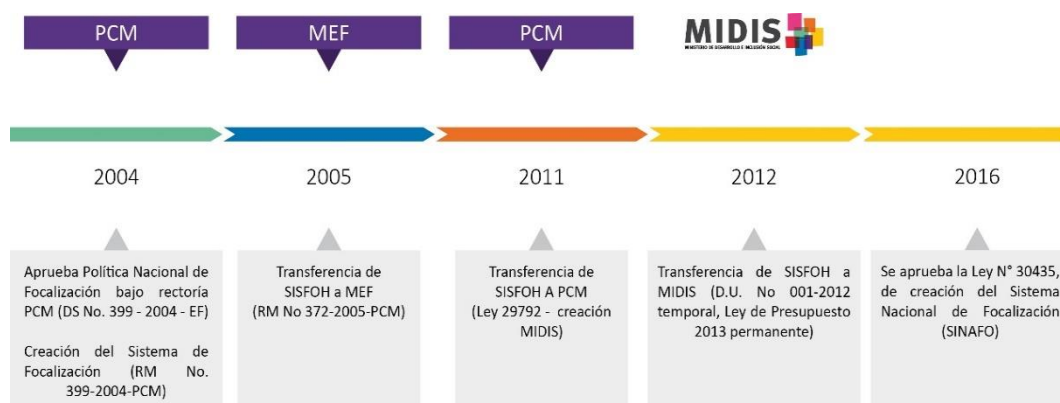 PCM
MEF
PCM
MIDIS
MINISTERIO DE DESARROLLO E INCLUSIÓN SOCIAL
2004
2005
2011
2012
2016
Aprueba Política Nacional de
Focalización bajo rectoría
PCM (DS No. 399 - 2004 - EF)
Creación del Sistema de
Focalización (RM No.
399-2004-PCM)
Transferencia de
SISFOH a MEF
(RM No 372-2005-PCM)
Transferencia de
SISFOH A PCM
(Ley 29792 - creación
MIDIS)
Transferencia de SISFOH a
MIDIS (D.U. No 001-2012
temporal, Ley de Presupuesto
2013 permanente)
Se aprueba la Ley N° 30435,
de creación del Sistema
Nacional de Focalización
(SINAFO)